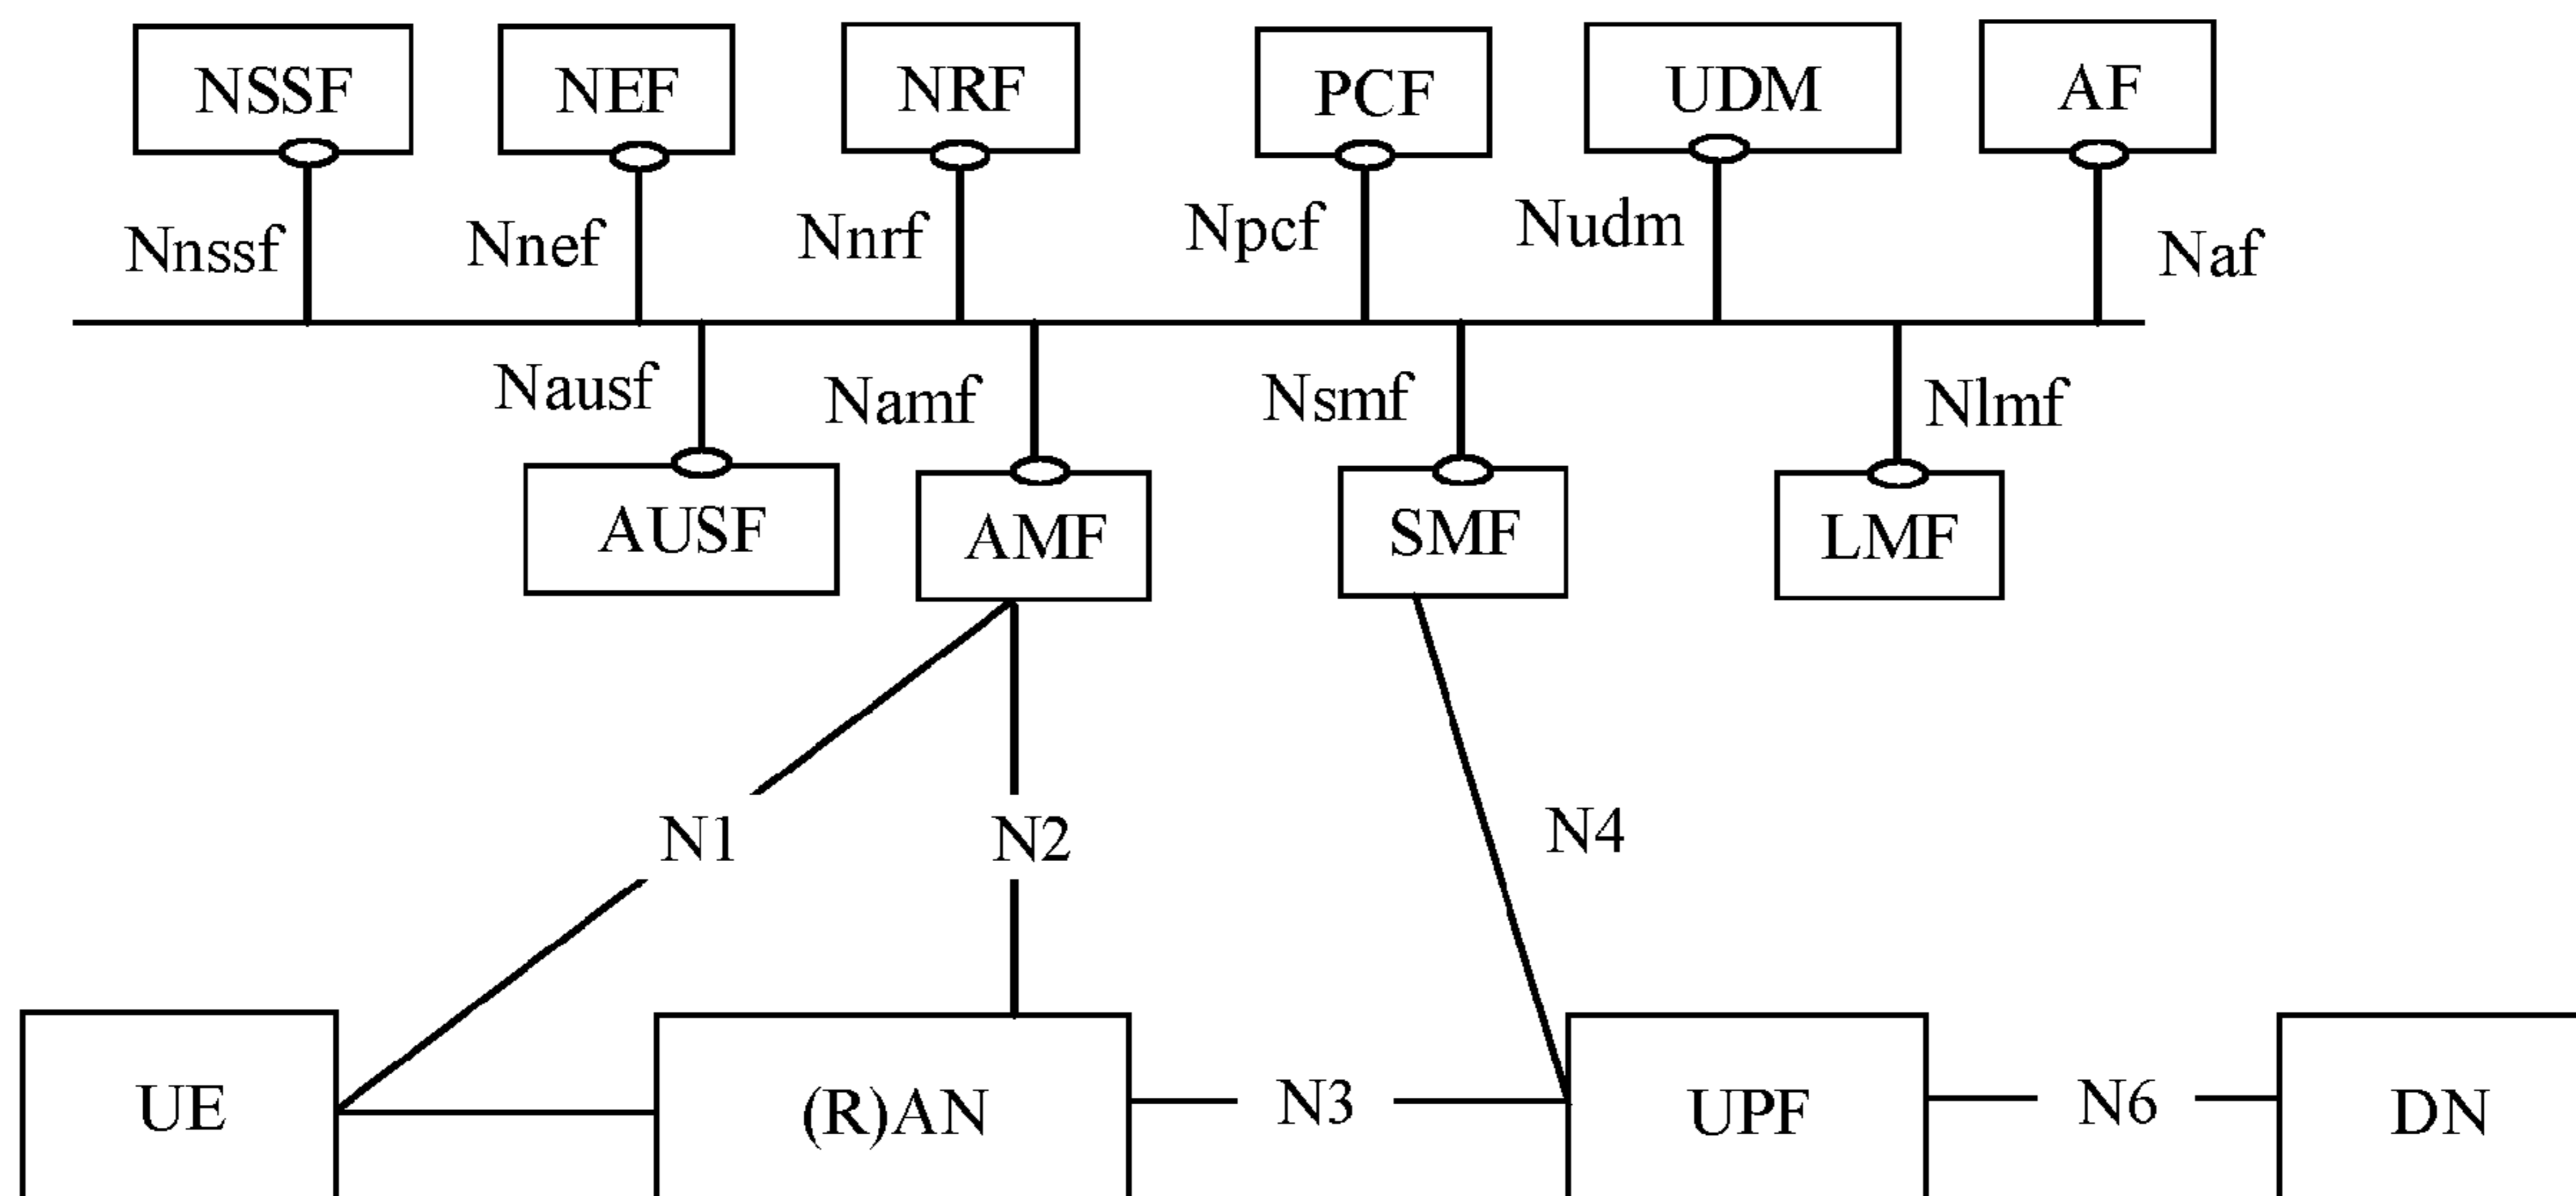 NSSF NEF NRF PCF UDM AF
Nnssf Nnef Nnrf Npcf Nudm Naf
Nausf Namf Nsmf Nlmf
AUSF AMF SMF LMF
N1 N2 N4
UE (R)AN N3 UPF N6 DN